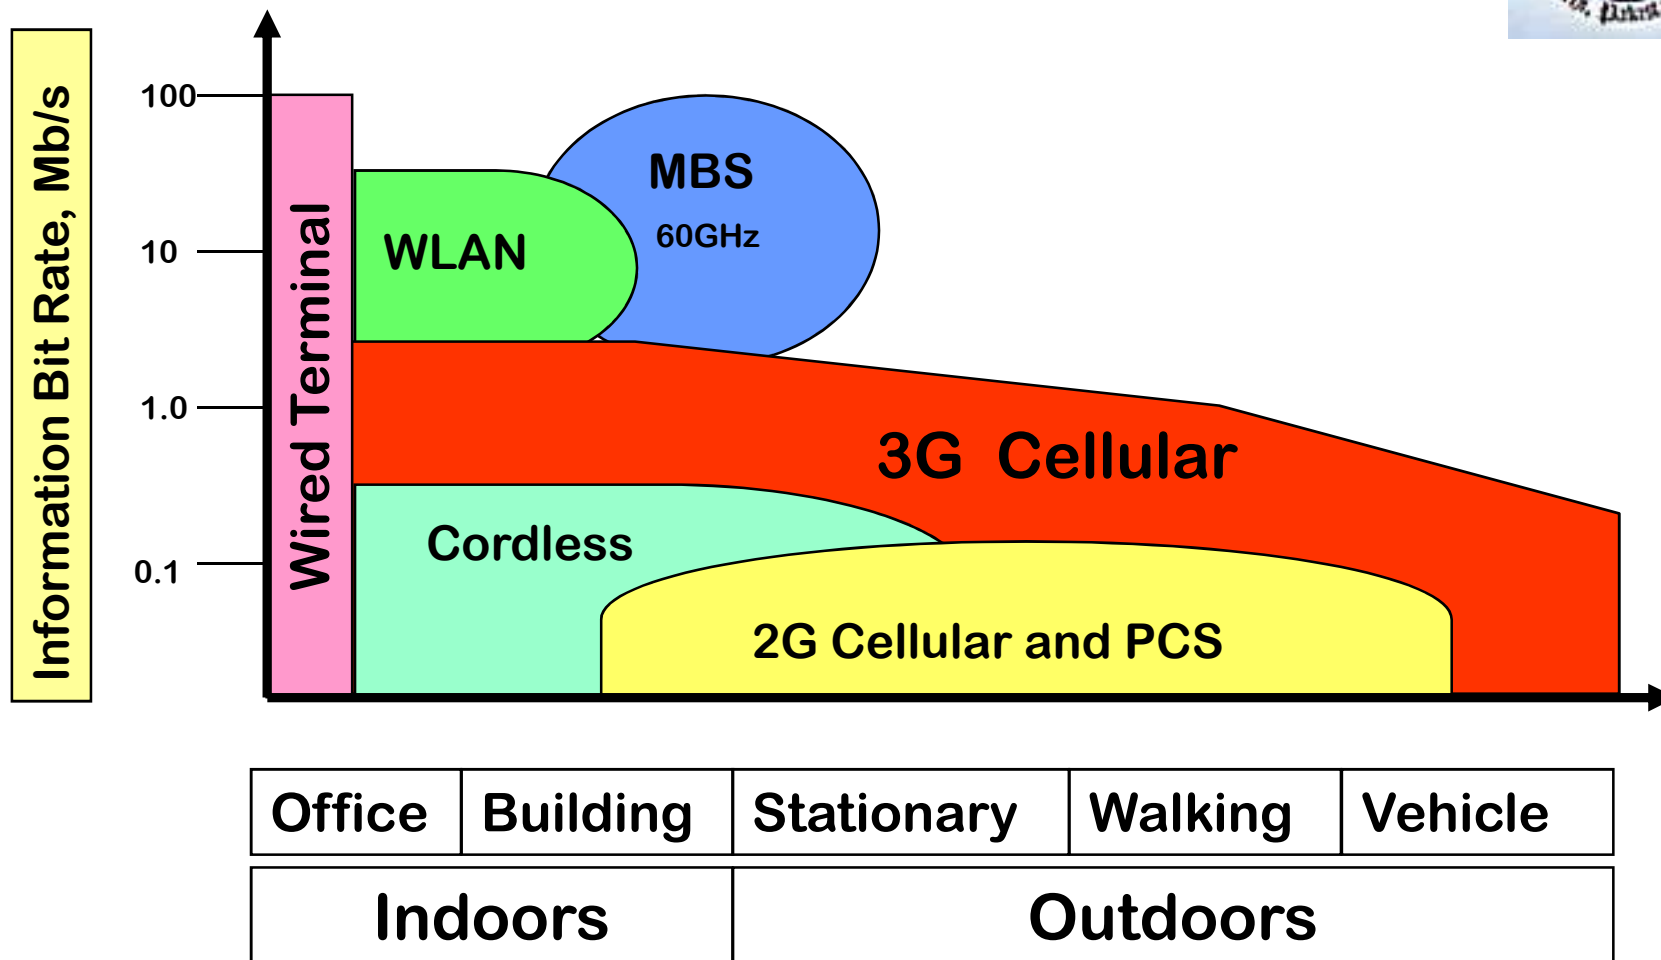 Information Bit Rate, Mb/s
100
10
1.0
0.1
Wired Terminal
WLAN
MBS
60GHz
3G Cellular
Cordless
2G Cellular and PCS
Office Building Stationary Walking Vehicle
Indoors Outdoors